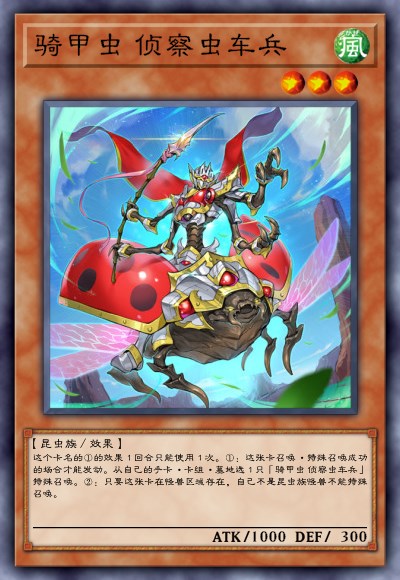 骑甲虫 侦察虫车兵
風
【昆虫族/效果】
这个卡名的①的效果1回合只能使用1次。①：这张卡召唤·特殊召唤成功
的场合才能发动。从自己的手卡·卡组·墓地选1只「骑甲虫 侦察虫车兵」
特殊召唤。②：只要这张卡在怪兽区域存在，自己不是昆虫族怪兽不能特殊
召唤。
ATK/1000 DEF/ 300